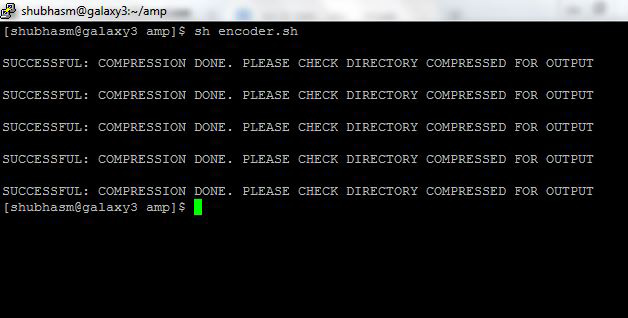 shubhasm@galaxy3:~/amp
[shubhasm@galaxy3 amp]$ sh encoder.sh
SUCCESSFUL: COMPRESSION DONE. PLEASE CHECK DIRECTORY COMPRESSED FOR OUTPUT
SUCCESSFUL: COMPRESSION DONE. PLEASE CHECK DIRECTORY COMPRESSED FOR OUTPUT
SUCCESSFUL: COMPRESSION DONE. PLEASE CHECK DIRECTORY COMPRESSED FOR OUTPUT
SUCCESSFUL: COMPRESSION DONE. PLEASE CHECK DIRECTORY COMPRESSED FOR OUTPUT
SUCCESSFUL: COMPRESSION DONE. PLEASE CHECK DIRECTORY COMPRESSED FOR OUTPUT
[shubhasm@galaxy3 amp]$